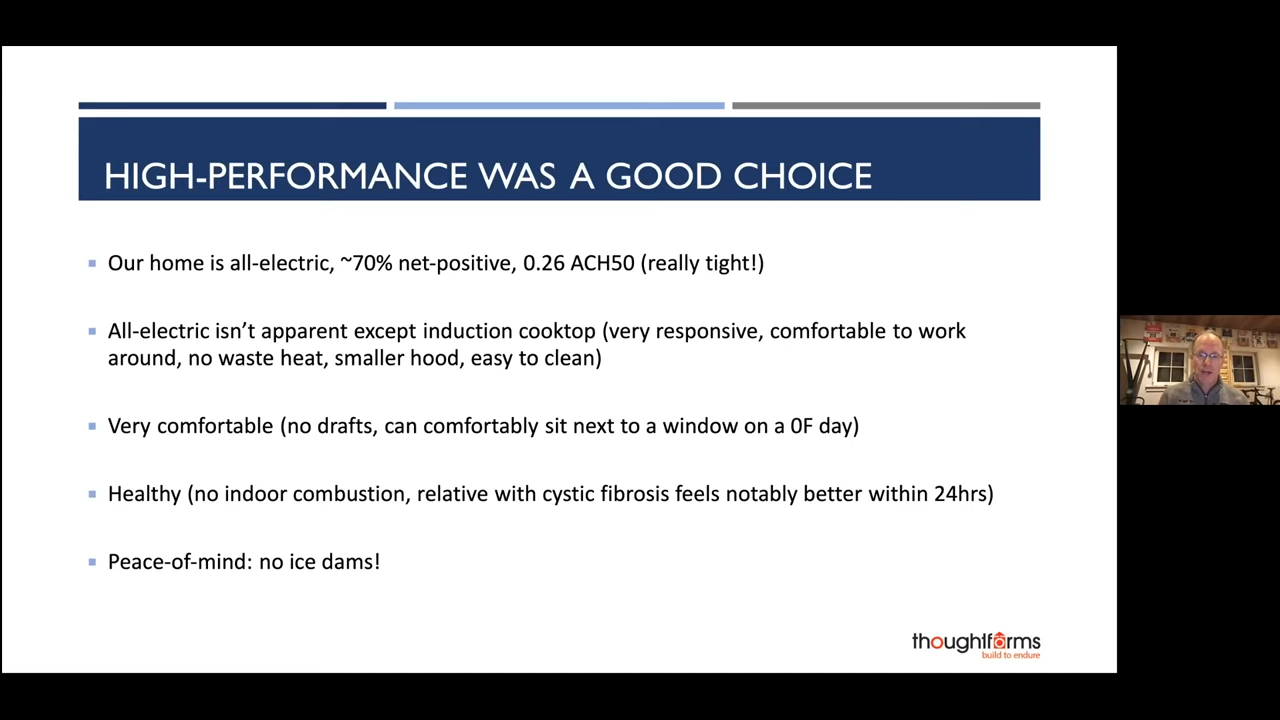 HIGH-PERFORMANCE WAS A GOOD CHOICE
Our home is all-electric, ~70% net-positive, 0.26 ACH50 (really tight!)
All-electric isn’t apparent except induction cooktop (very responsive, comfortable to work
around, no waste heat, smaller hood, easy to clean)
Very comfortable (no drafts, can comfortably sit next to a window on a 0F day)
Healthy (no indoor combustion, relative with cystic fibrosis feels notably better within 24hrs)
Peace-of-mind: no ice dams!
thoughtforms
build to endure